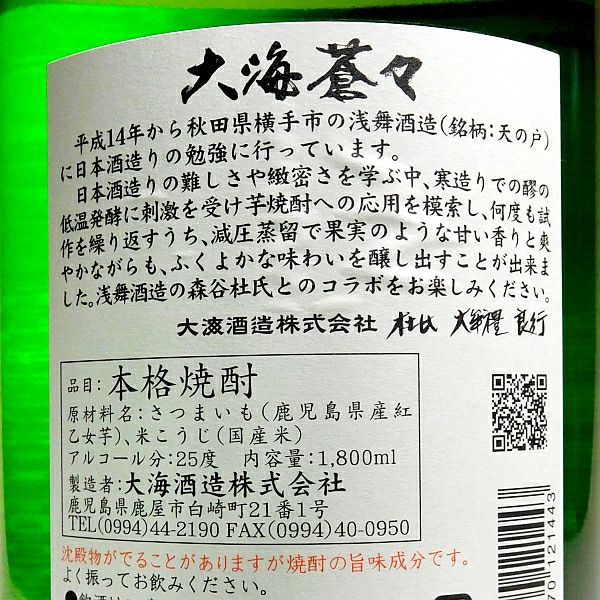 大海蒼々
平成14年から秋田県横手市の浅舞酒造(銘柄:天の戸)
に日本酒造りの勉強に行っています。
日本酒造りの難しさや緻密さを学ぶ中、寒造りでの醪の
低温発酵に刺激を受け芋焼酎への応用を模索し、何度も試
作を繰り返すうち、減圧蒸留で果実のような甘い香りと爽
やかながらも、ふくよかな味わいを醸し出すことが出来ま
した。浅舞酒造の森谷杜氏とのコラボをお楽しみください。
大海酒造株式会社 杜氏 大牟禮 良行
品目:本格焼酎
原材料名:さつまいも(鹿児島県産紅
乙女芋)、米こうじ(国産米)
アルコール分:25度 内容量:1,800ml
製造者:大海酒造株式会社
鹿児島県鹿屋市白崎町21番1号
TEL(0994)44-2190 FAX(0994)40-0950
沈殿物がでることがありますが焼酎の旨味成分です。
よく振ってお飲みください。
70121443